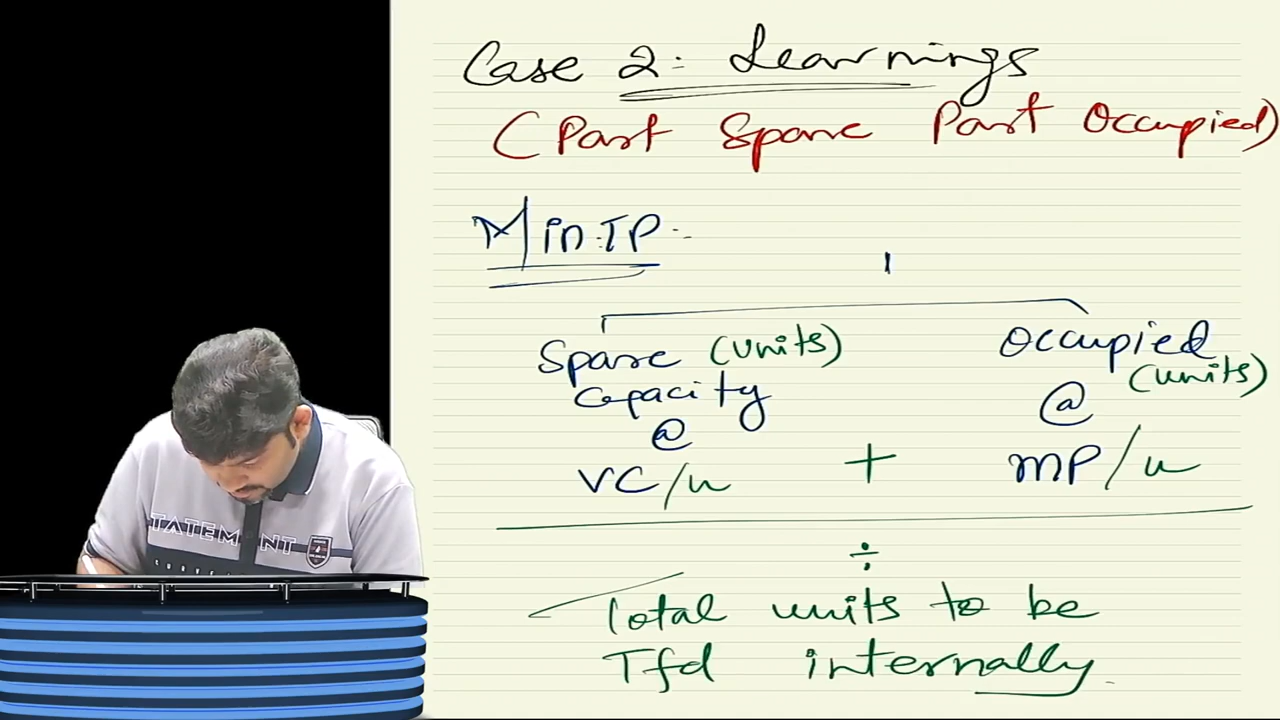 Case 2: Learnings
(Part Spare Part Occupied)
Min TP:-
Spare (units)
Capacity
@
VC/u
+
Occupied
(units)
@
MP/u
÷
Total units to be
Tfd internally.
TATEMENT